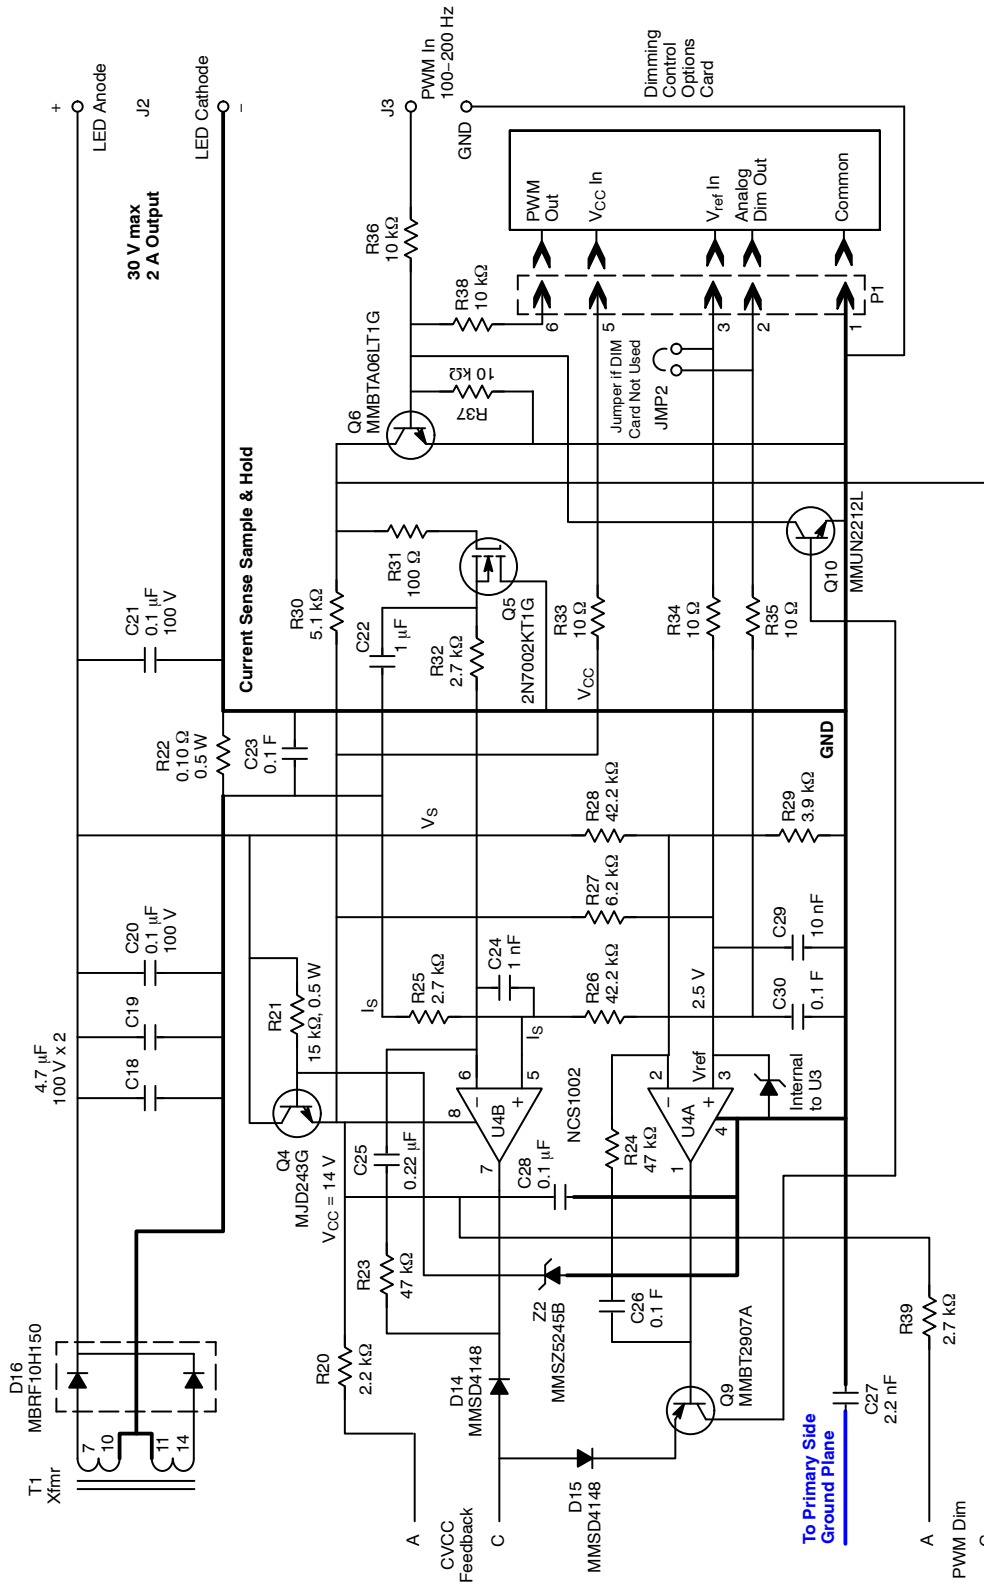 T1
Xfmr
D16
MBRF10H150
7
10
11
14
4.7 μF
100 V x 2
C18
C19
C20
0.1 μF
100 V
C21
0.1 μF
100 V
30 V max
2 A Output
+
LED Anode
J2
LED Cathode
–
R22
0.10 Ω
0.5 W
C23
0.1 F
Current Sense Sample & Hold
Q4
MJD243G
R21
15 kΩ, 0.5 W
VCC = 14 V
VS
IS
R20
2.2 kΩ
R23
47 kΩ
C25
0.22 μF
R25
2.7 kΩ
C24
1 nF
IS
R30
5.1 kΩ
C22
1 μF
R31
100 Ω
R32
2.7 kΩ
Q5
2N7002KT1G
Q6
MMBTA06LT1G
R37
10 kΩ
R38
10 kΩ
R36
10 kΩ
J3
PWM In
100–200 Hz
GND
A
CVCC
Feedback
C
D14
MMSD4148
D15
MMSD4148
8
6
5
7
–
+
U4B
NCS1002
C28
0.1 μF
Z2
MMSZ5245B
C26
0.1 F
R24
47 kΩ
2
3
1
4
–
+
U4A
Vref
2.5 V
Internal
to U3
R26
42.2 kΩ
R27
6.2 kΩ
R28
42.2 kΩ
R29
3.9 kΩ
C30
0.1 F
C29
10 nF
VCC
R33
10 Ω
R34
10 Ω
R35
10 Ω
Jumper if DIM
Card Not Used
JMP2
6
5
3
2
1
P1
PWM
Out
VCC In
Vref In
Analog
Dim Out
Common
Dimming
Control
Options
Card
Q9
MMBT2907A
Q10
MMUN2212L
GND
To Primary Side
Ground Plane
C27
2.2 nF
R39
2.7 kΩ
A
PWM Dim